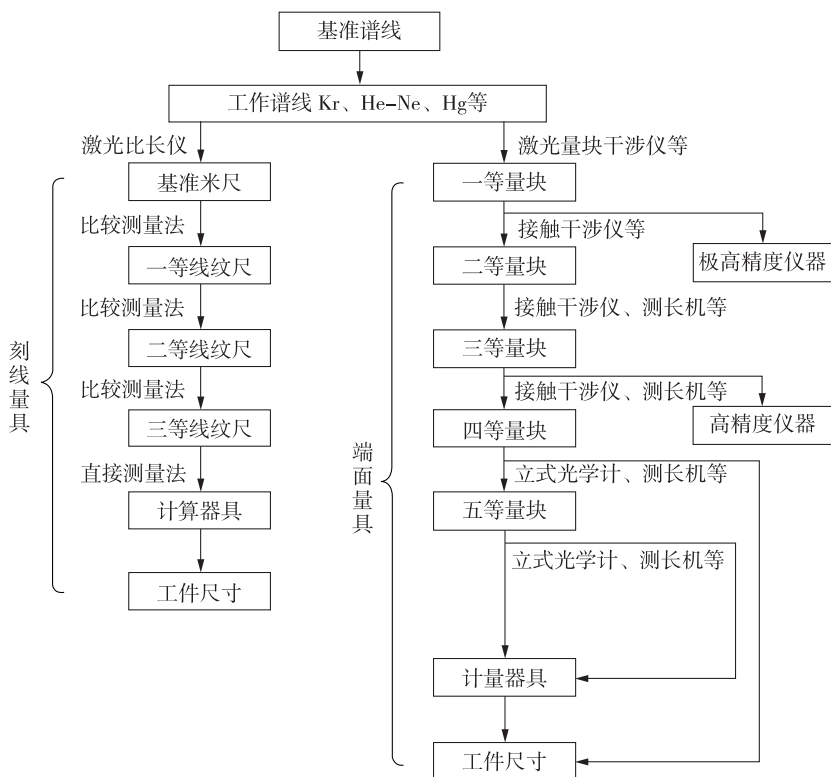 基准谱线
工作谱线 Kr、He-Ne、Hg等
激光比长仪
激光量块干涉仪等
基准米尺
一等量块
比较测量法
接触干涉仪等
一等线纹尺
二等量块
极高精度仪器
比较测量法
接触干涉仪、测长机等
二等线纹尺
三等量块
比较测量法
接触干涉仪、测长机等
三等线纹尺
四等量块
高精度仪器
直接测量法
立式光学计、测长机等
计算器具
五等量块
立式光学计、测长机等
工件尺寸
计量器具
工件尺寸
刻线量具
端面量具